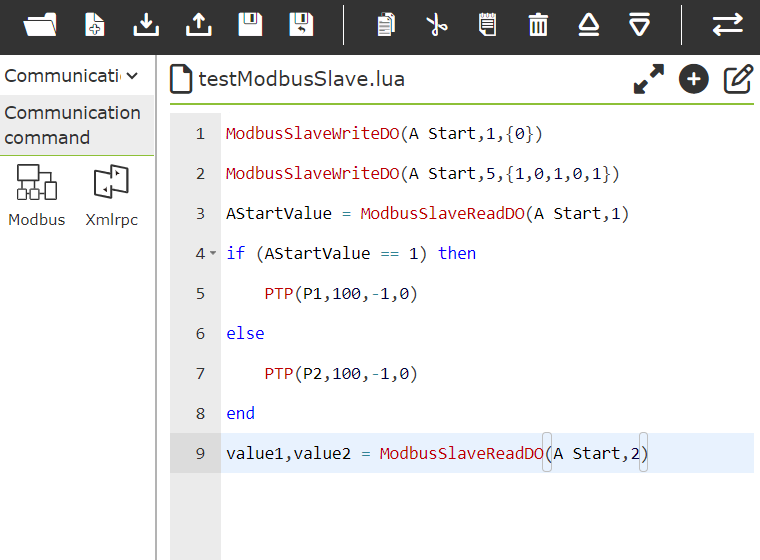 Communicati
Communication
command
Modbus
Xmlrpc
testModbusSlave.lua
1 ModbusSlaveWriteDO(A Start,1,{0})
2 ModbusSlaveWriteDO(A Start,5,{1,0,1,0,1})
3 AStartValue = ModbusSlaveReadDO(A Start,1)
4 if (AStartValue == 1) then
5 PTP(P1,100,-1,0)
6 else
7 PTP(P2,100,-1,0)
8 end
9 value1,value2 = ModbusSlaveReadDO(A Start,2)